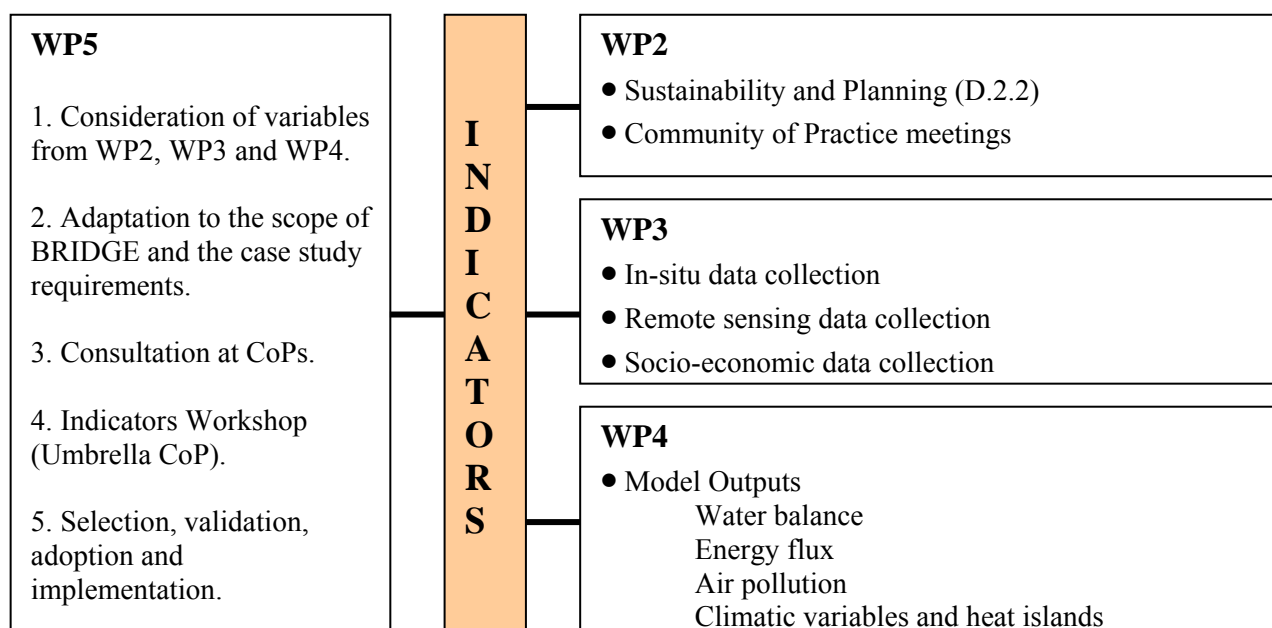 WP5
1. Consideration of variables
from WP2, WP3 and WP4.
2. Adaptation to the scope of
BRIDGE and the case study
requirements.
3. Consultation at CoPs.
4. Indicators Workshop
(Umbrella CoP).
5. Selection, validation,
adoption and
implementation.
I
N
D
I
C
A
T
O
R
S
WP2
• Sustainability and Planning (D.2.2)
• Community of Practice meetings
WP3
• In-situ data collection
• Remote sensing data collection
• Socio-economic data collection
WP4
• Model Outputs
Water balance
Energy flux
Air pollution
Climatic variables and heat islands